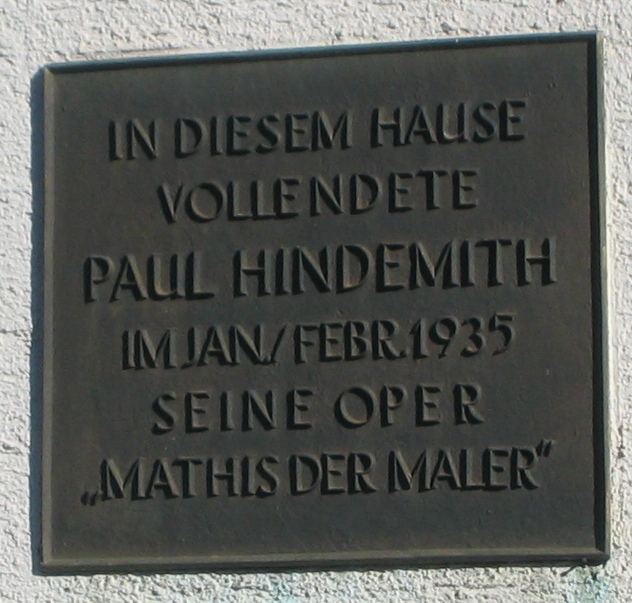 IN DIESEM HAUSE
VOLLENDETE
PAUL HINDEMITH
IM JAN./FEBR.1935
SEINE OPER
„MATHIS DER MALER“